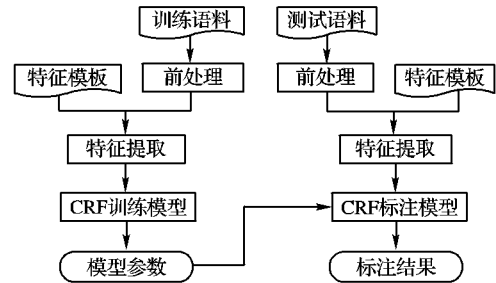 训练语料
测试语料
特征模板
前处理
前处理
特征模板
特征提取
特征提取
CRF训练模型
CRF标注模型
模型参数
标注结果